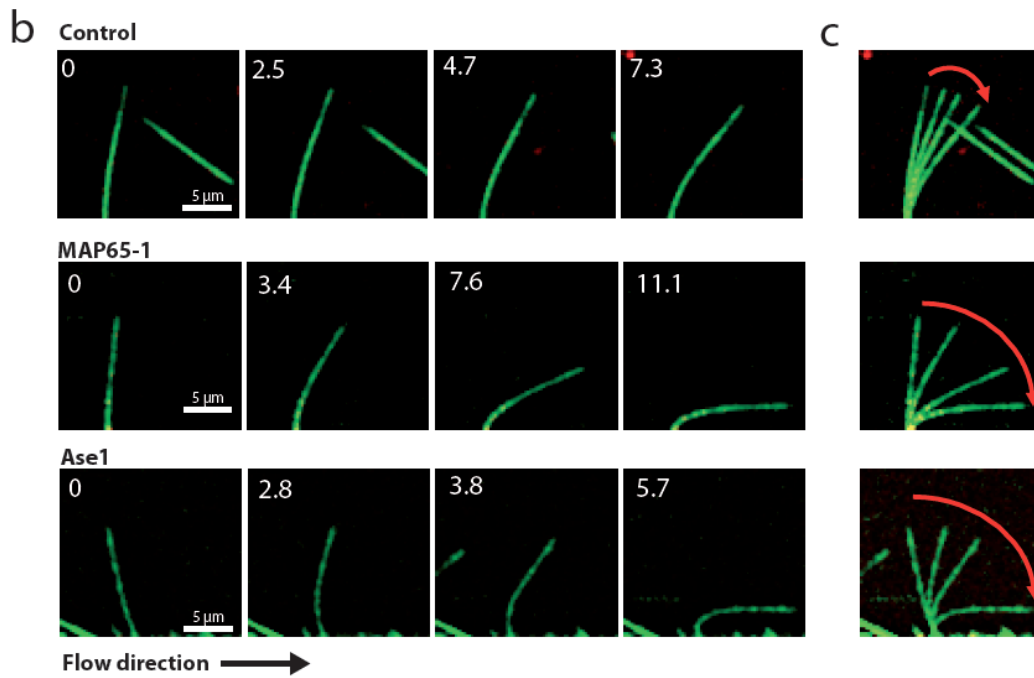 b
c
Control
0
2.5
4.7
7.3
5 µm
MAP65-1
0
3.4
7.6
11.1
5 µm
Ase1
0
2.8
3.8
5.7
5 µm
Flow direction